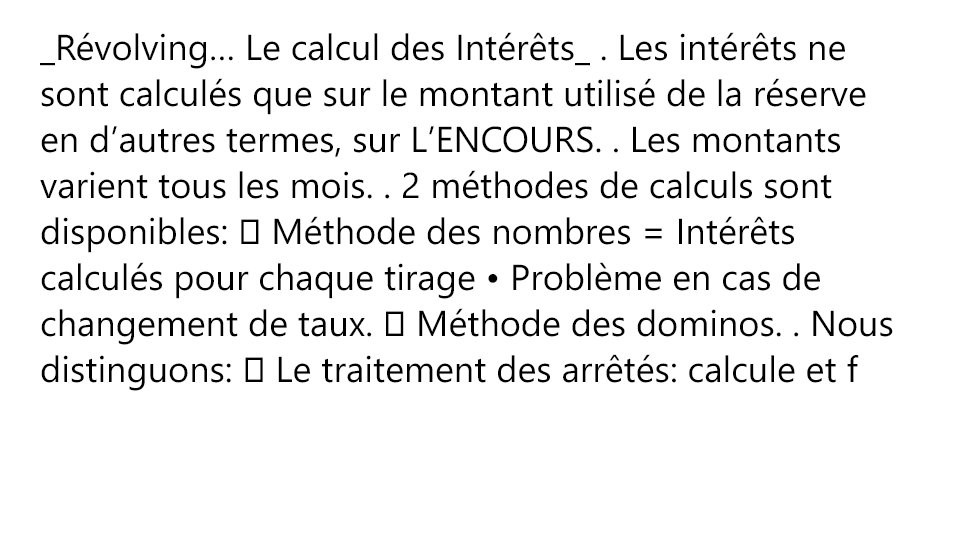 _Révolving... Le calcul des Intérêts_ . Les intérêts ne
sont calculés que sur le montant utilisé de la réserve
en d’autres termes, sur L’ENCOURS. . Les montants
varient tous les mois. . 2 méthodes de calculs sont
disponibles: � Méthode des nombres = Intérêts
calculés pour chaque tirage • Problème en cas de
changement de taux. � Méthode des dominos. . Nous
distinguons: � Le traitement des arrêtés: calcule et f